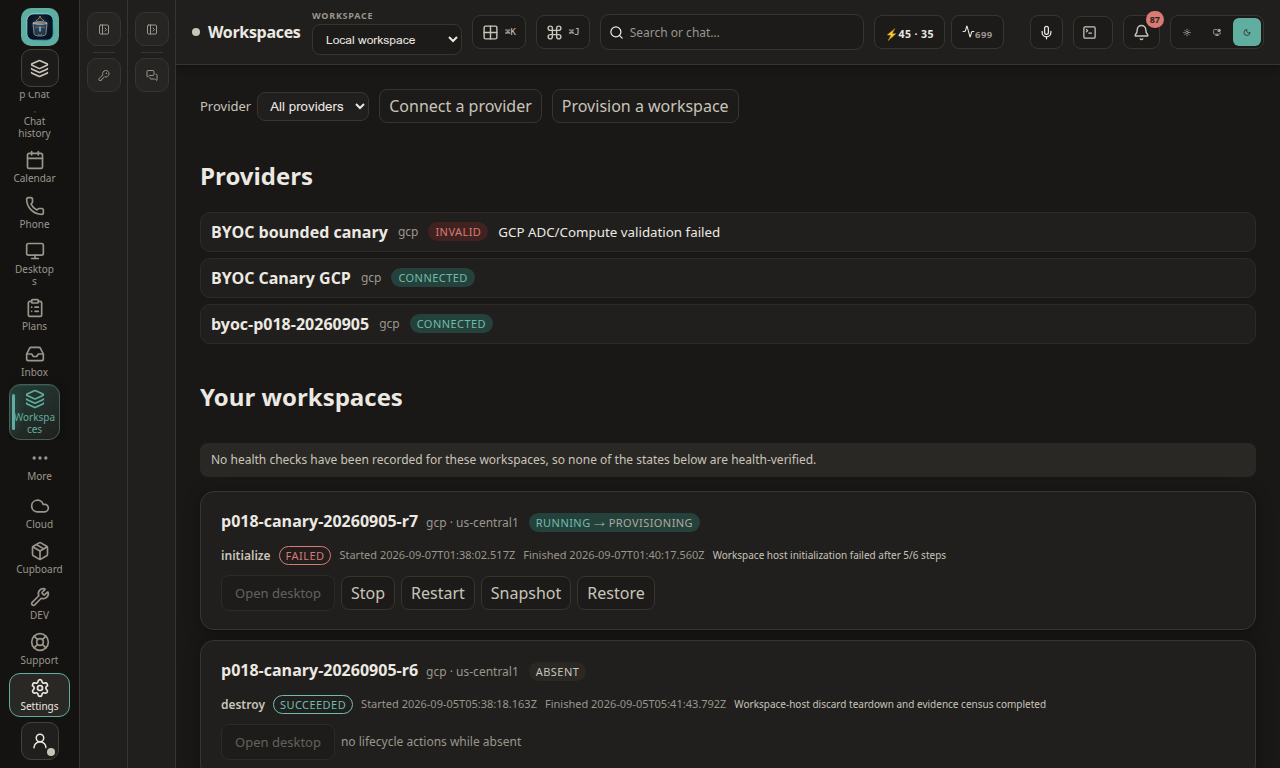 WORKSPACE
Workspaces
Local workspace
⌘K
⌘J
Search or chat...
⚡45 · 35
699
87
p Chat
Chat
history
Calendar
Phone
Desktop
s
Plans
Inbox
Workspa
ces
More
Cloud
Cupboard
DEV
Support
Settings
Provider
All providers
Connect a provider
Provision a workspace
Providers
BYOC bounded canary gcp INVALID GCP ADC/Compute validation failed
BYOC Canary GCP gcp CONNECTED
byoc-p018-20260905 gcp CONNECTED
Your workspaces
No health checks have been recorded for these workspaces, so none of the states below are health-verified.
p018-canary-20260905-r7 gcp · us-central1 RUNNING → PROVISIONING
initialize FAILED Started 2026-09-07T01:38:02.517Z Finished 2026-09-07T01:40:17.560Z Workspace host initialization failed after 5/6 steps
Open desktop Stop Restart Snapshot Restore
p018-canary-20260905-r6 gcp · us-central1 ABSENT
destroy SUCCEEDED Started 2026-09-05T05:38:18.163Z Finished 2026-09-05T05:41:43.792Z Workspace-host discard teardown and evidence census completed
Open desktop no lifecycle actions while absent